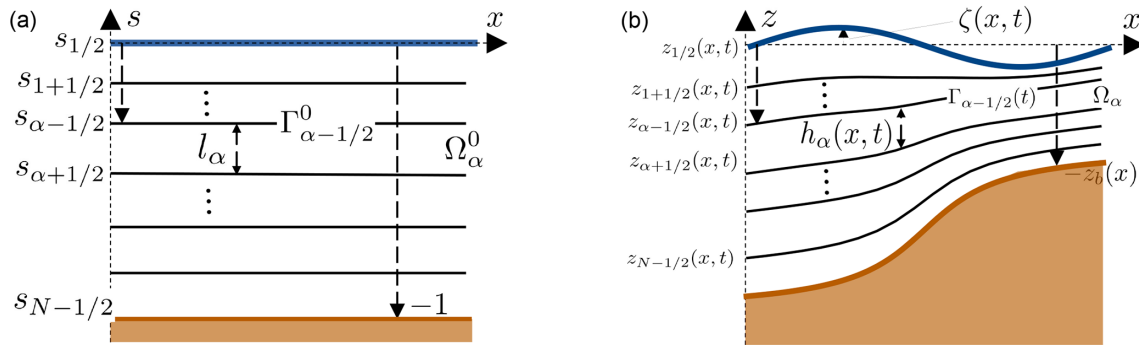 (a)
s
x
s_{1/2}
s_{1+1/2}
s_{α−1/2}
Γ^0_{α−1/2}
l_α
Ω^0_α
s_{α+1/2}
s_{N−1/2}
−1
(b)
z
ζ(x, t)
x
z_{1/2}(x, t)
z_{1+1/2}(x, t)
Γ_{α−1/2}(t)
Ω_α
z_{α−1/2}(x, t)
h_α(x, t)
z_{α+1/2}(x, t)
−z_b(x)
z_{N−1/2}(x, t)